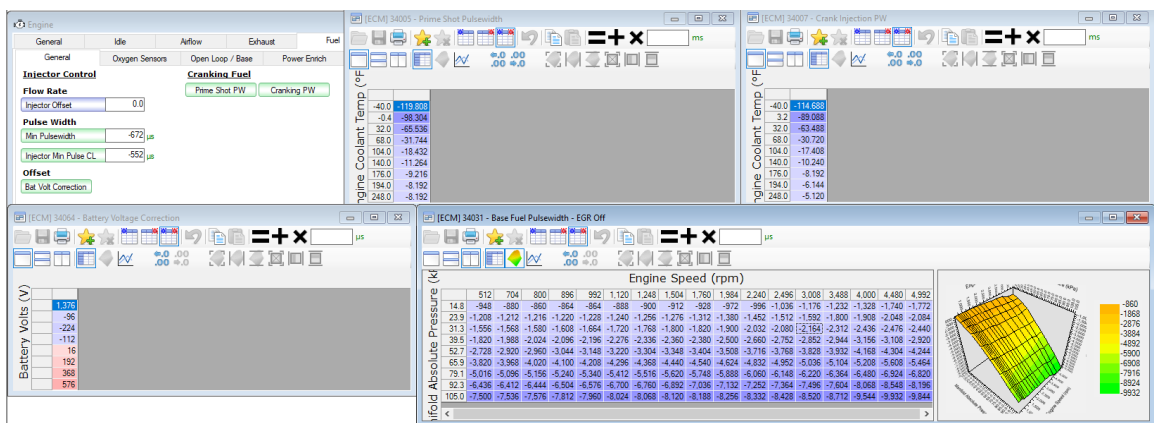 Engine
General Idle Airflow Exhaust Fuel
General Oxygen Sensors Open Loop / Base Power Enrich
Injector Control Cranking Fuel
Flow Rate Prime Shot PW Cranking PW
Injector Offset 0.0
Pulse Width
Min Pulsewidth -672 µs
Injector Min Pulse CL -552 µs
Offset
Bat Volt Correction
[ECM] 34005 - Prime Shot Pulsewidth
ms
Engine Coolant Temp (°F
-40.0 -119.808
-0.4 -98.304
32.0 -65.536
68.0 -31.744
104.0 -18.432
140.0 -11.264
176.0 -9.216
194.0 -8.192
248.0 -8.192
[ECM] 34007 - Crank Injection PW
ms
Engine Coolant Temp (°F
-40.0 -114.688
3.2 -89.088
32.0 -63.488
68.0 -30.720
104.0 -17.408
140.0 -10.240
176.0 -8.192
194.0 -6.144
248.0 -5.120
[ECM] 34064 - Battery Voltage Correction
µs
Battery Volts (V)
1,376
-96
-224
-112
16
192
368
576
[ECM] 34031 - Base Fuel Pulsewidth - EGR Off
µs
Engine Speed (rpm)
nifold Absolute Pressure (kP
512 704 800 896 992 1,120 1,248 1,504 1,760 1,984 2,240 2,496 3,008 3,488 4,000 4,480 4,992
14.8 -948 -880 -860 -864 -864 -888 -900 -912 -928 -972 -996 -1,036 -1,176 -1,232 -1,328 -1,740 -1,772
23.9 -1,208 -1,212 -1,216 -1,220 -1,228 -1,240 -1,256 -1,276 -1,312 -1,380 -1,452 -1,512 -1,592 -1,800 -1,908 -2,048 -2,084
31.3 -1,556 -1,568 -1,580 -1,608 -1,664 -1,720 -1,768 -1,800 -1,820 -1,900 -2,032 -2,080 -2,164 -2,312 -2,436 -2,476 -2,440
39.5 -1,820 -1,988 -2,024 -2,096 -2,196 -2,276 -2,336 -2,360 -2,380 -2,500 -2,660 -2,752 -2,852 -2,944 -3,156 -3,108 -2,920
52.7 -2,728 -2,920 -2,960 -3,044 -3,148 -3,220 -3,304 -3,348 -3,404 -3,508 -3,716 -3,768 -3,828 -3,932 -4,168 -4,304 -4,244
65.9 -3,820 -3,968 -4,020 -4,100 -4,208 -4,296 -4,368 -4,440 -4,540 -4,624 -4,832 -4,952 -5,036 -5,104 -5,208 -5,608 -5,464
79.1 -5,016 -5,096 -5,156 -5,240 -5,340 -5,412 -5,516 -5,620 -5,748 -5,888 -6,060 -6,148 -6,220 -6,364 -6,480 -6,924 -6,820
92.3 -6,436 -6,412 -6,444 -6,504 -6,576 -6,700 -6,760 -6,892 -7,036 -7,132 -7,252 -7,364 -7,496 -7,604 -8,068 -8,548 -8,196
105.0 -7,500 -7,536 -7,576 -7,812 -7,960 -8,024 -8,068 -8,120 -8,188 -8,256 -8,332 -8,428 -8,520 -8,712 -9,544 -9,932 -9,844
-860
-1868
-2876
-3884
-4892
-5900
-6908
-7916
-8924
-9932